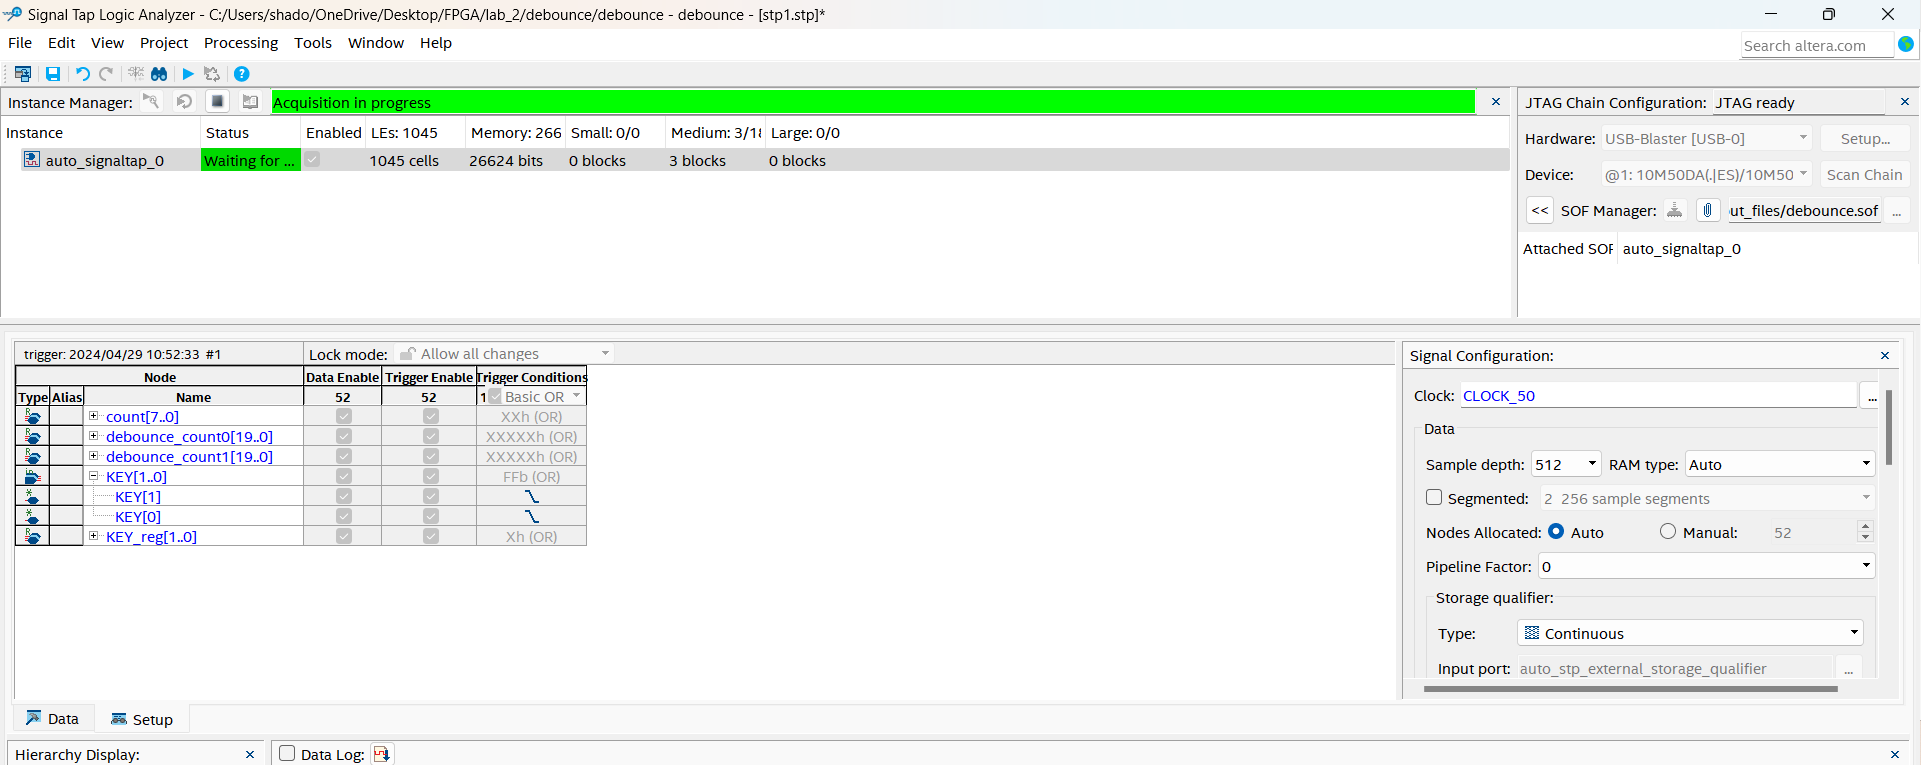 Signal Tap Logic Analyzer - C:/Users/shado/OneDrive/Desktop/FPGA/lab_2/debounce/debounce - debounce - [stp1.stp]*
File Edit View Project Processing Tools Window Help
Search altera.com
Instance Manager: Acquisition in progress
JTAG Chain Configuration: JTAG ready
Instance Status Enabled LEs: 1045 Memory: 266 Small: 0/0 Medium: 3/18 Large: 0/0
auto_signaltap_0 Waiting for ... 1045 cells 26624 bits 0 blocks 3 blocks 0 blocks
Hardware: USB-Blaster [USB-0] Setup...
Device: @1: 10M50DA(.|ES)/10M50 Scan Chain
<< SOF Manager: ut_files/debounce.sof ...
Attached SOF auto_signaltap_0
trigger: 2024/04/29 10:52:33 #1 Lock mode: Allow all changes
Node Data Enable Trigger Enable Trigger Conditions
Type Alias Name 52 52 1 Basic OR
count[7..0] XXh (OR)
debounce_count0[19..0] XXXXXh (OR)
debounce_count1[19..0] XXXXXh (OR)
KEY[1..0] FFb (OR)
KEY[1]
KEY[0]
KEY_reg[1..0] Xh (OR)
Signal Configuration:
Clock: CLOCK_50 ...
Data
Sample depth: 512 RAM type: Auto
Segmented: 2 256 sample segments
Nodes Allocated: Auto Manual: 52
Pipeline Factor: 0
Storage qualifier:
Type: Continuous
Input port: auto_stp_external_storage_qualifier ...
Data Setup
Hierarchy Display: Data Log: